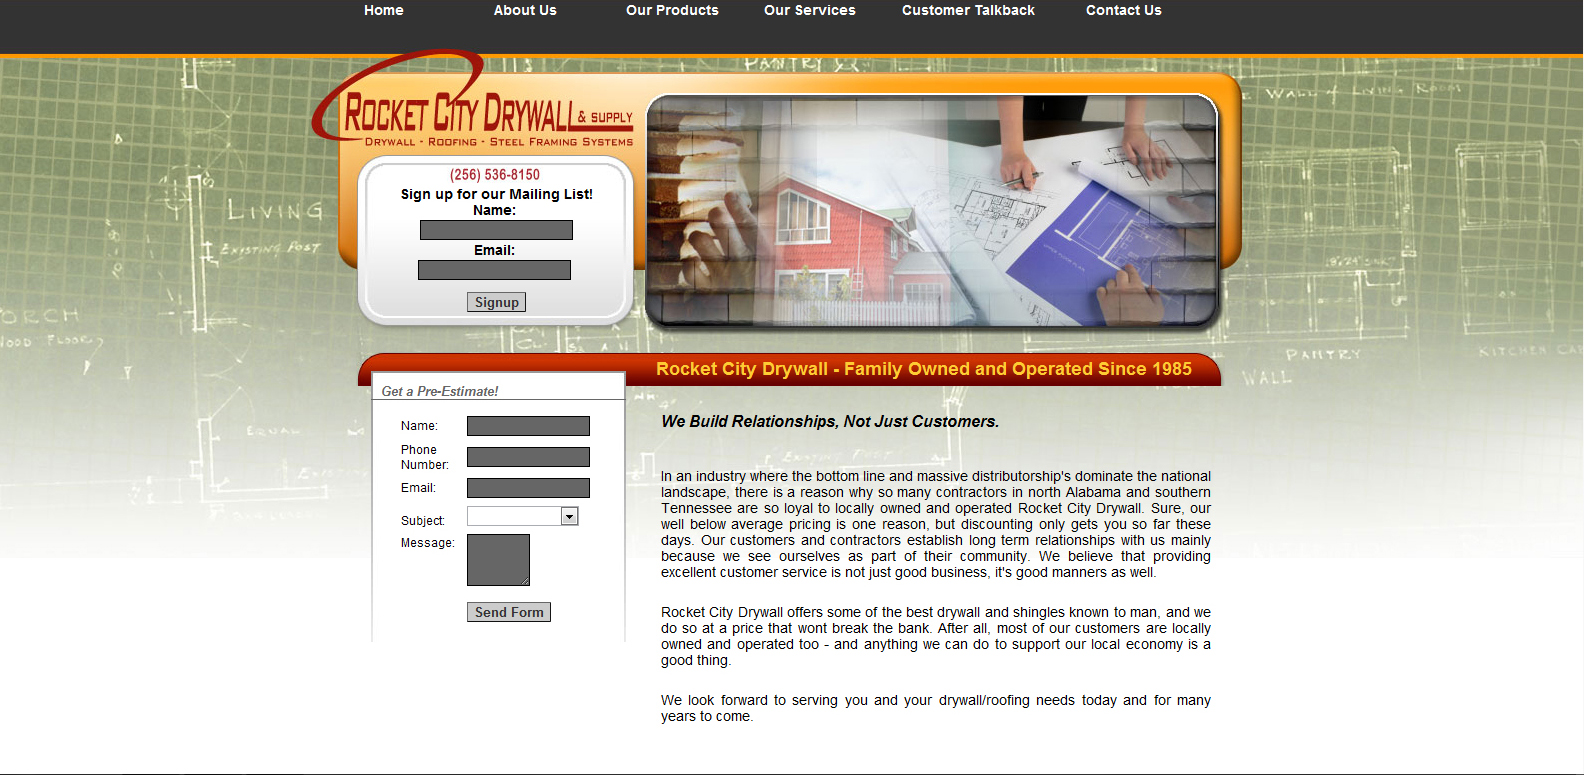 Home About Us Our Products Our Services Customer Talkback Contact Us
PANTRY
WALL OF LIVING ROOM
ROCKET CITY DRYWALL & SUPPLY
DRYWALL - ROOFING - STEEL FRAMING SYSTEMS
(256) 536-8150
Sign up for our Mailing List!
Name:
Email:
Signup
LIVING
EXISTING POST
PORCH
WOOD FLOOR
PANTRY
KITCHEN
WALL
Rocket City Drywall - Family Owned and Operated Since 1985
Get a Pre-Estimate!
Name:
Phone
Number:
Email:
Subject:
Message:
Send Form
EQUAL
We Build Relationships, Not Just Customers.
In an industry where the bottom line and massive distributorship's dominate the national
landscape, there is a reason why so many contractors in north Alabama and southern
Tennessee are so loyal to locally owned and operated Rocket City Drywall. Sure, our
well below average pricing is one reason, but discounting only gets you so far these
days. Our customers and contractors establish long term relationships with us mainly
because we see ourselves as part of their community. We believe that providing
excellent customer service is not just good business, it's good manners as well.
Rocket City Drywall offers some of the best drywall and shingles known to man, and we
do so at a price that wont break the bank. After all, most of our customers are locally
owned and operated too - and anything we can do to support our local economy is a
good thing.
We look forward to serving you and your drywall/roofing needs today and for many
years to come.